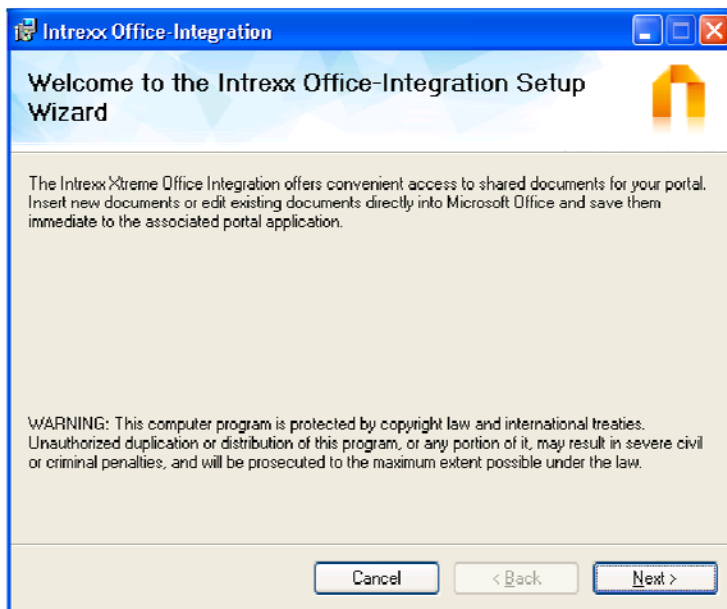 Intrexx Office-Integration
Welcome to the Intrexx Office-Integration Setup
Wizard
The Intrexx Xtreme Office Integration offers convenient access to shared documents for your portal.
Insert new documents or edit existing documents directly into Microsoft Office and save them
immediate to the associated portal application.
WARNING: This computer program is protected by copyright law and international treaties.
Unauthorized duplication or distribution of this program, or any portion of it, may result in severe civil
or criminal penalties, and will be prosecuted to the maximum extent possible under the law.
Cancel < Back Next >